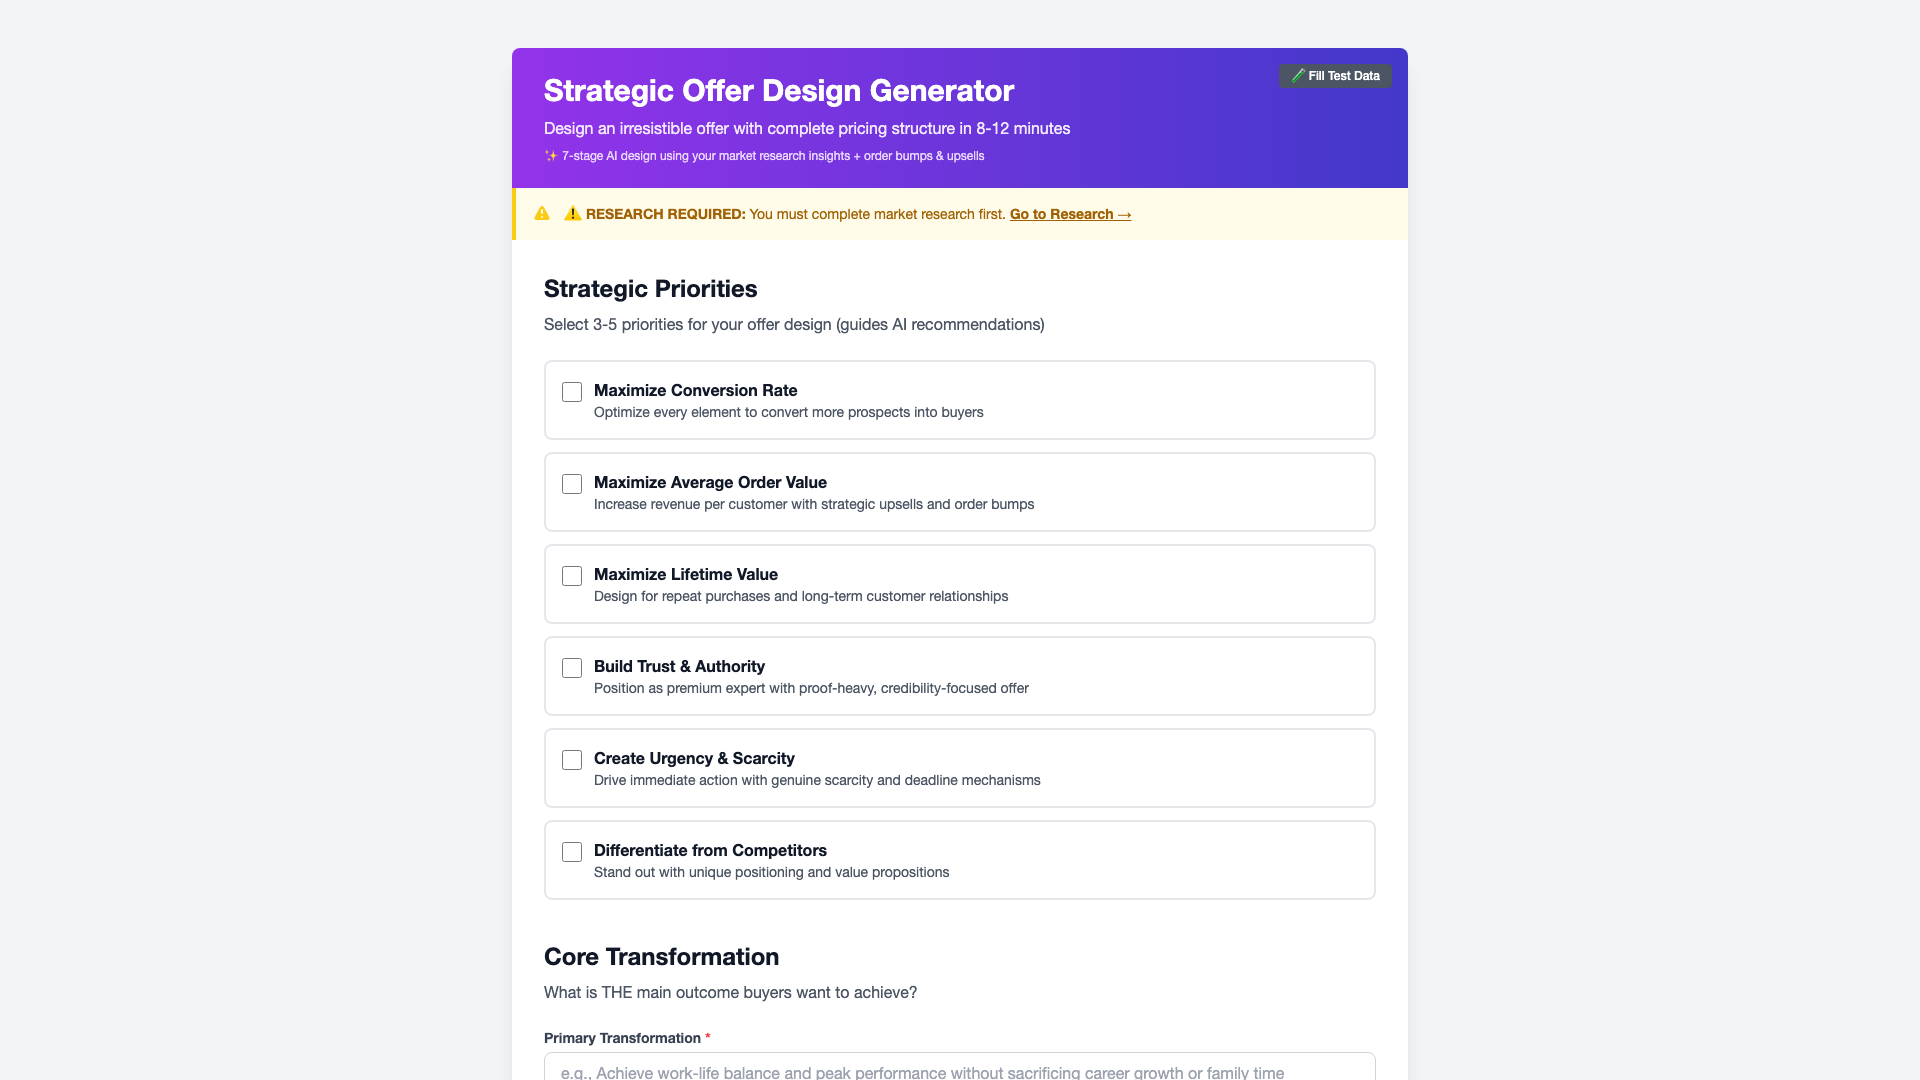 Strategic Offer Design Generator
🧪 Fill Test Data
Design an irresistible offer with complete pricing structure in 8-12 minutes
✨ 7-stage AI design using your market research insights + order bumps & upsells
⚠️ RESEARCH REQUIRED: You must complete market research first. Go to Research →
Strategic Priorities
Select 3-5 priorities for your offer design (guides AI recommendations)
Maximize Conversion Rate
Optimize every element to convert more prospects into buyers
Maximize Average Order Value
Increase revenue per customer with strategic upsells and order bumps
Maximize Lifetime Value
Design for repeat purchases and long-term customer relationships
Build Trust & Authority
Position as premium expert with proof-heavy, credibility-focused offer
Create Urgency & Scarcity
Drive immediate action with genuine scarcity and deadline mechanisms
Differentiate from Competitors
Stand out with unique positioning and value propositions
Core Transformation
What is THE main outcome buyers want to achieve?
Primary Transformation *
e.g., Achieve work-life balance and peak performance without sacrificing career growth or family time